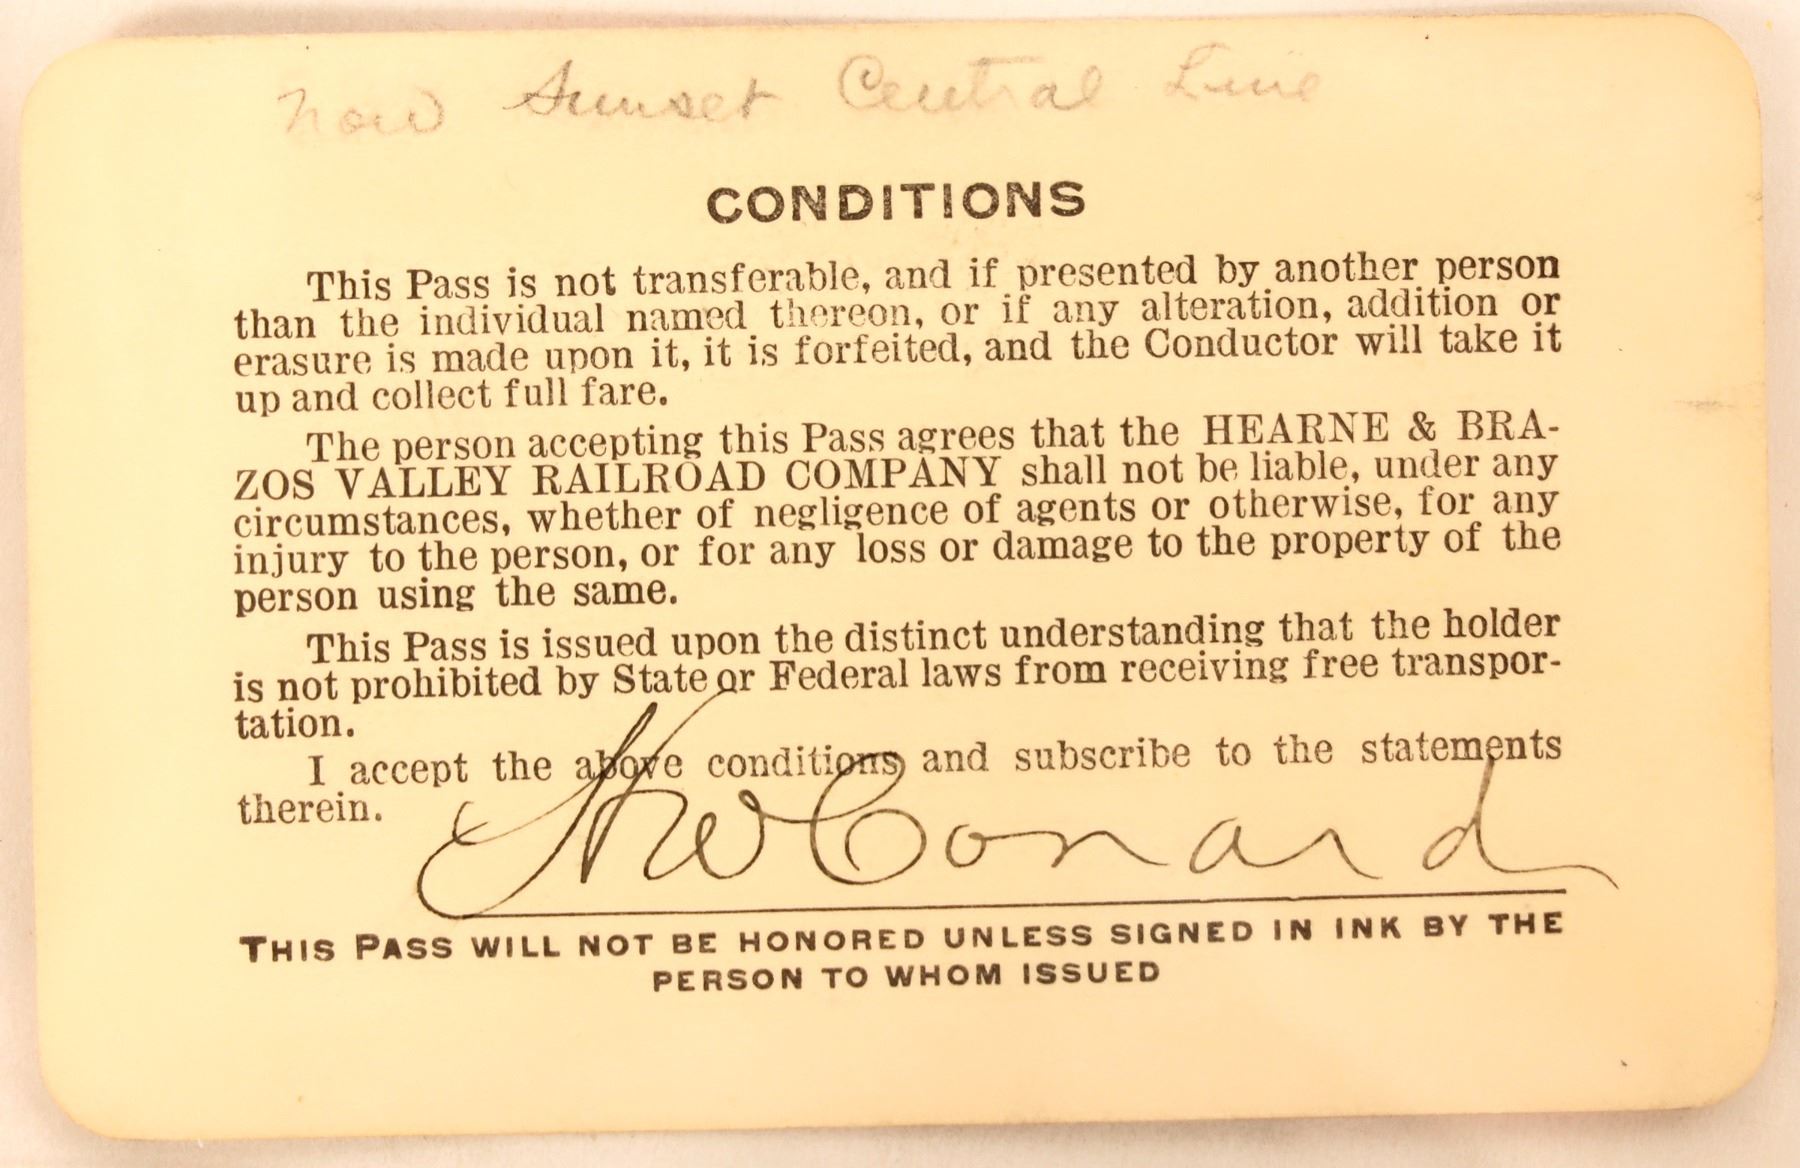 Now Sunset Central Line
CONDITIONS
This Pass is not transferable, and if presented by another person
than the individual named thereon, or if any alteration, addition or
erasure is made upon it, it is forfeited, and the Conductor will take it
up and collect full fare.
The person accepting this Pass agrees that the HEARNE & BRA-
ZOS VALLEY RAILROAD COMPANY shall not be liable, under any
circumstances, whether of negligence of agents or otherwise, for any
injury to the person, or for any loss or damage to the property of the
person using the same.
This Pass is issued upon the distinct understanding that the holder
is not prohibited by State or Federal laws from receiving free transpor-
tation.
I accept the above conditions and subscribe to the statements
therein.
Conard
THIS PASS WILL NOT BE HONORED UNLESS SIGNED IN INK BY THE
PERSON TO WHOM ISSUED